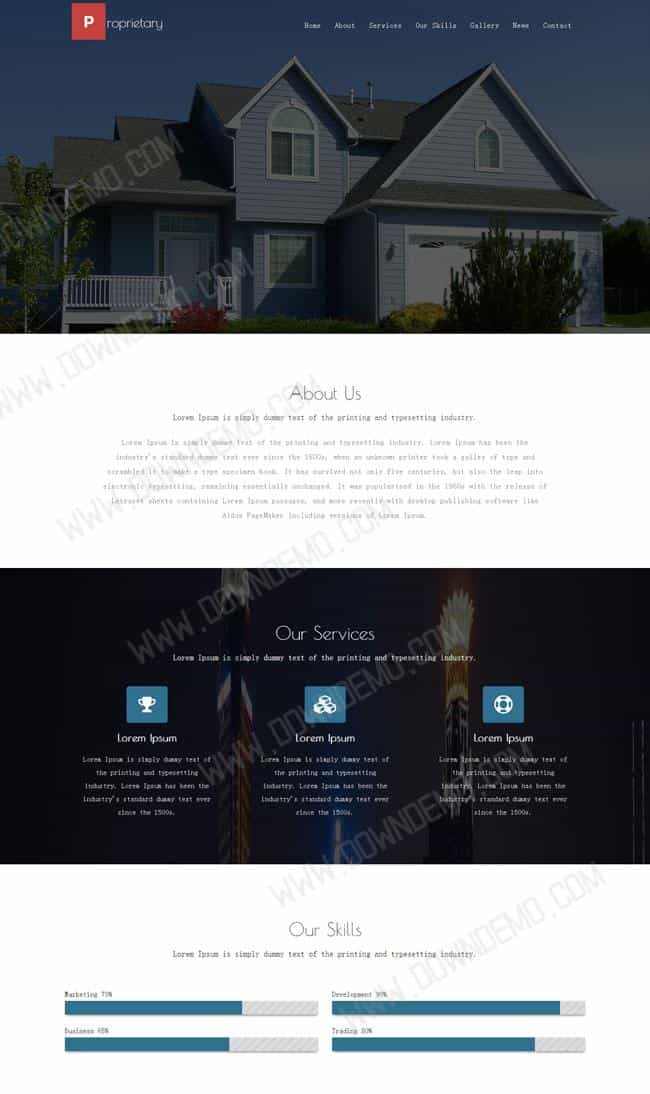 Proprietary
Home About Services Our Skills Gallery News Contact
WWW.DOWNDEMO.COM
About Us
Lorem Ipsum is simply dummy text of the printing and typesetting industry.
Lorem Ipsum is simply dummy text of the printing and typesetting industry. Lorem Ipsum has been the
industry's standard dummy text ever since the 1500s, when an unknown printer took a galley of type and
scrambled it to make a type specimen book. It has survived not only five centuries, but also the leap into
electronic typesetting, remaining essentially unchanged. It was popularised in the 1960s with the release of
Letraset sheets containing Lorem Ipsum passages, and more recently with desktop publishing software like
Aldus PageMaker including versions of Lorem Ipsum.
Our Services
Lorem Ipsum is simply dummy text of the printing and typesetting industry.
Lorem Ipsum
Lorem Ipsum is simply dummy text of
the printing and typesetting
industry. Lorem Ipsum has been the
industry's standard dummy text ever
since the 1500s.
Lorem Ipsum
Lorem Ipsum is simply dummy text of
the printing and typesetting
industry. Lorem Ipsum has been the
industry's standard dummy text ever
since the 1500s.
Lorem Ipsum
Lorem Ipsum is simply dummy text of
the printing and typesetting
industry. Lorem Ipsum has been the
industry's standard dummy text ever
since the 1500s.
Our Skills
Lorem Ipsum is simply dummy text of the printing and typesetting industry.
Marketing 70%
Development 90%
Business 65%
Trading 80%